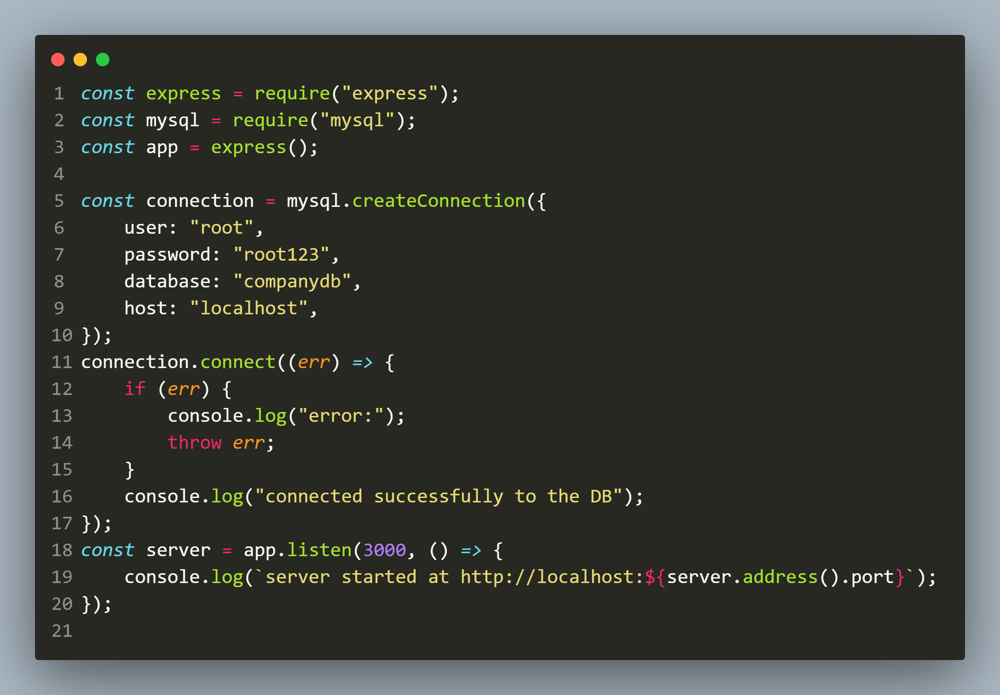 1 const express = require("express");
2 const mysql = require("mysql");
3 const app = express();
4
5 const connection = mysql.createConnection({
6     user: "root",
7     password: "root123",
8     database: "companydb",
9     host: "localhost",
10 });
11 connection.connect((err) => {
12     if (err) {
13         console.log("error:");
14         throw err;
15     }
16     console.log("connected successfully to the DB");
17 });
18 const server = app.listen(3000, () => {
19     console.log(`server started at http://localhost:${server.address().port}`);
20 });
21